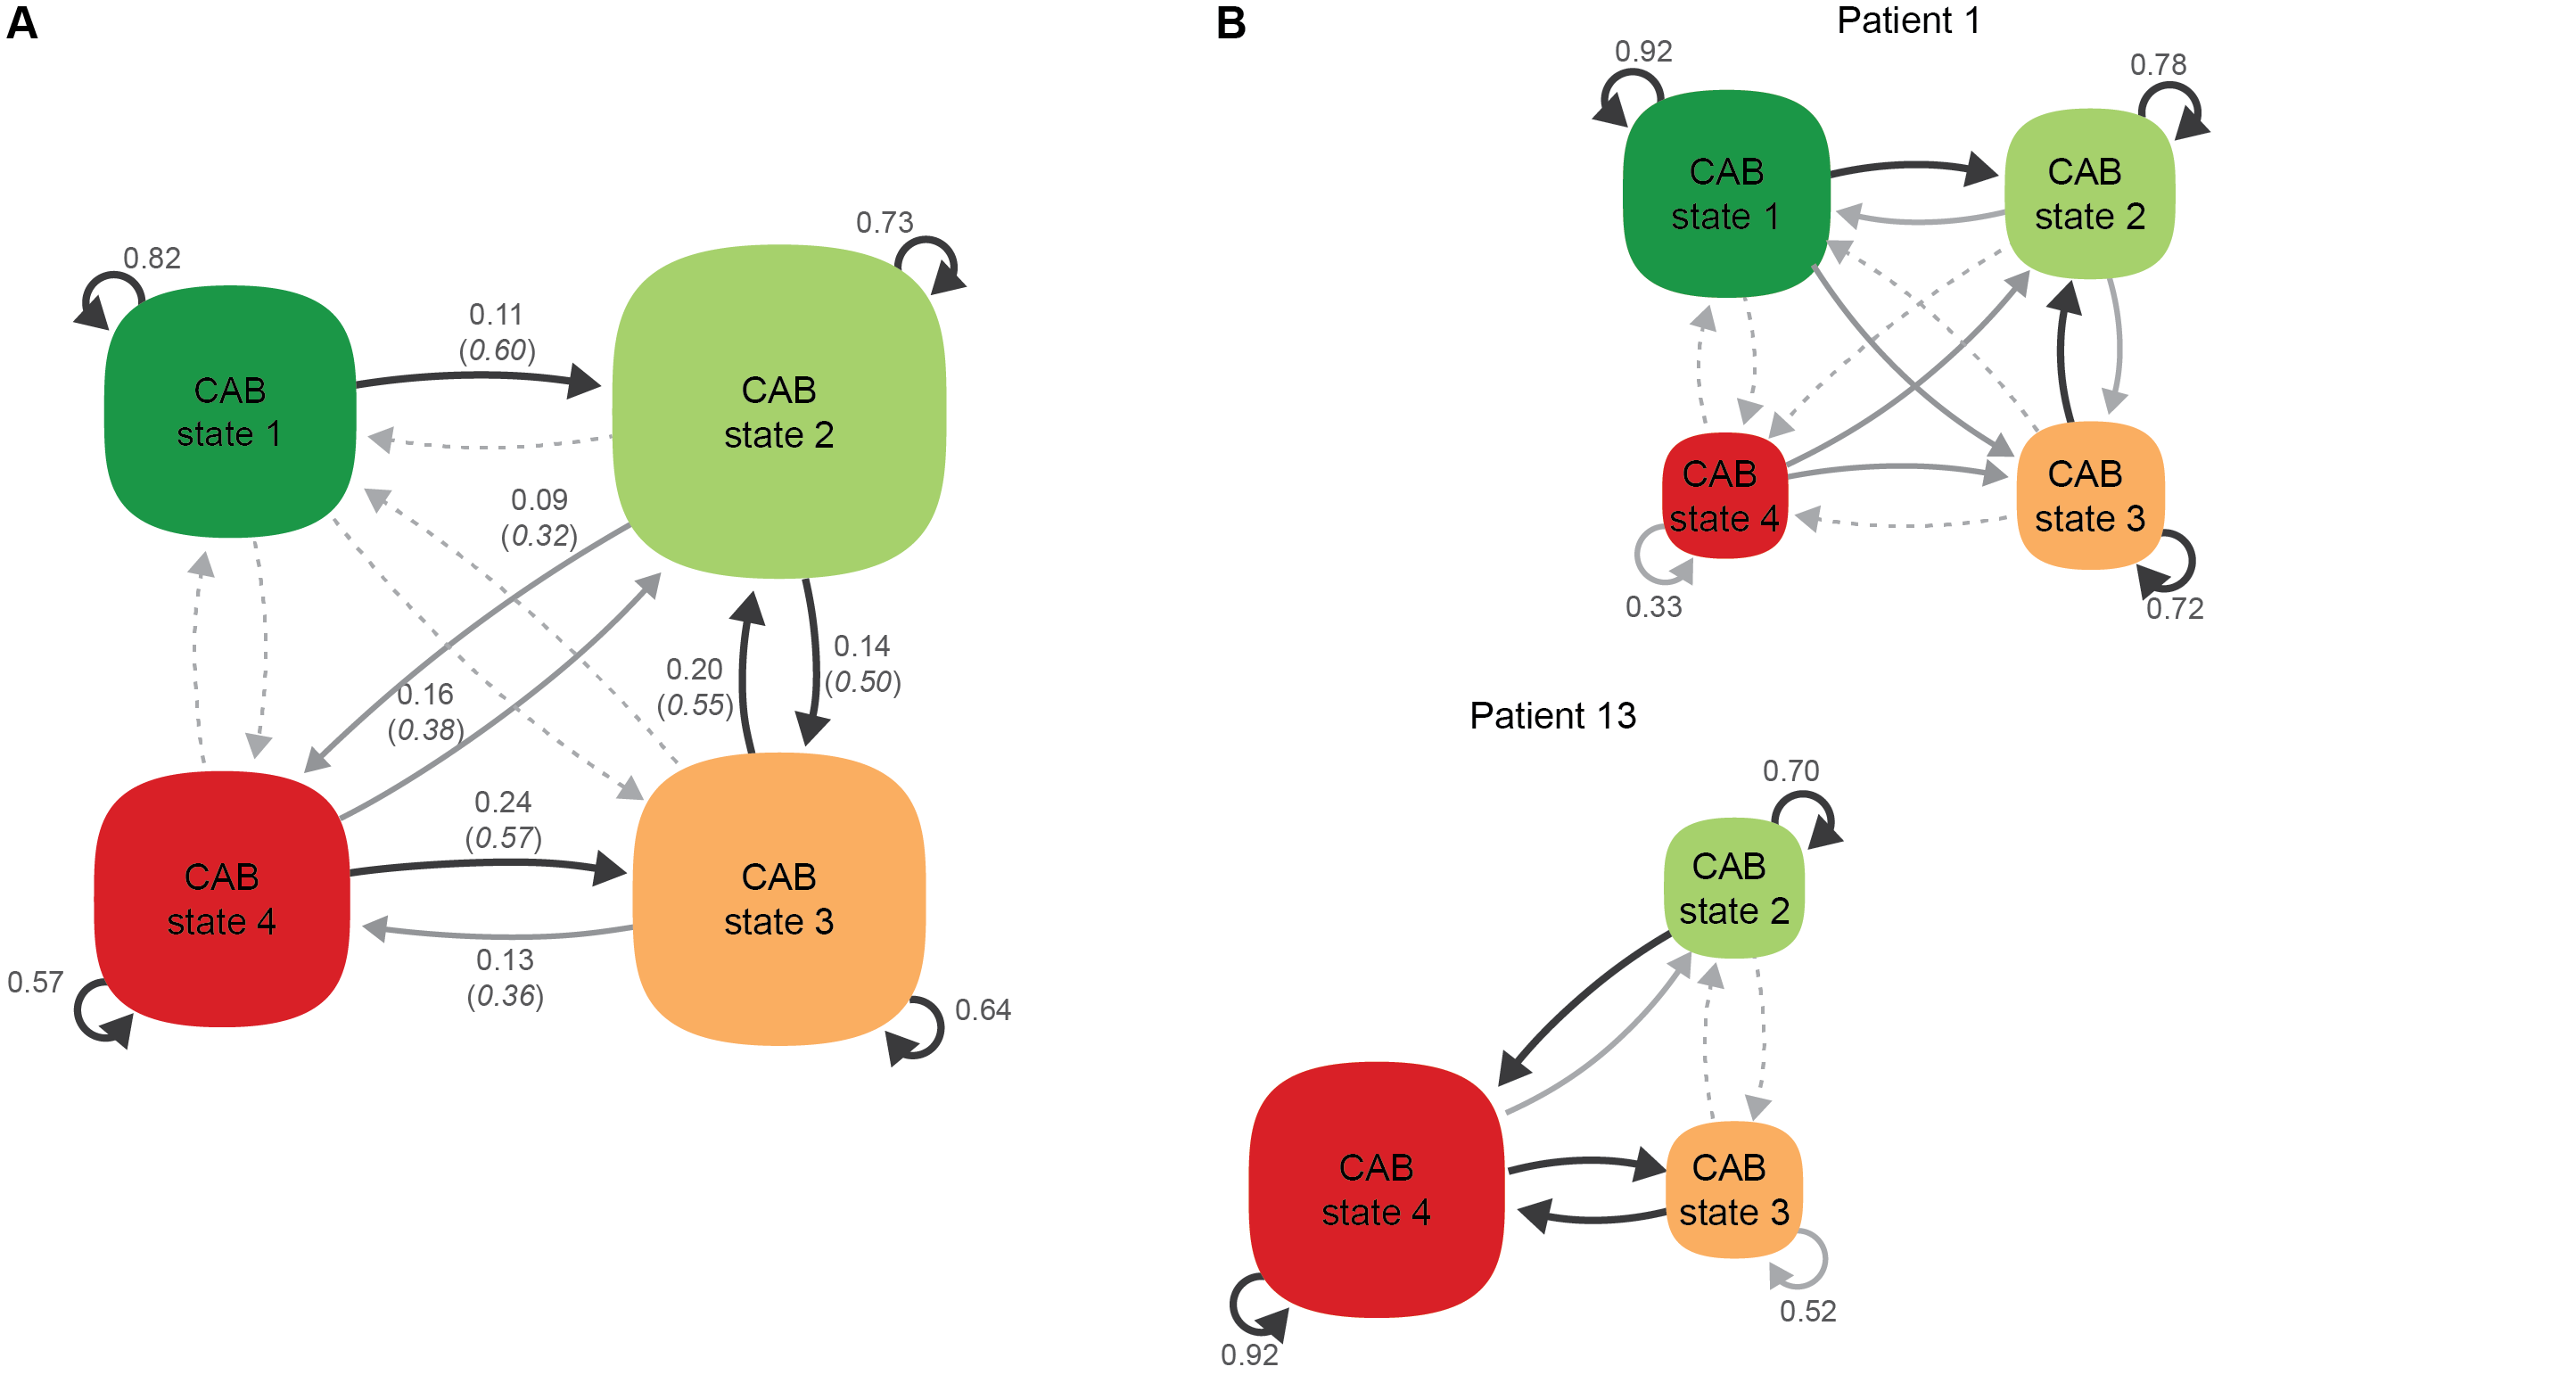 A
0.82
0.73
CAB
state 1
0.11
(0.60)
CAB
state 2
0.09
(0.32)
0.16
(0.38)
0.20
(0.55)
0.14
(0.50)
CAB
state 4
0.24
(0.57)
0.13
(0.36)
CAB
state 3
0.57
0.64
B
Patient 1
0.92
0.78
CAB
state 1
CAB
state 2
CAB
state 4
CAB
state 3
0.33
0.72
Patient 13
0.70
CAB
state 2
CAB
state 4
CAB
state 3
0.52
0.92